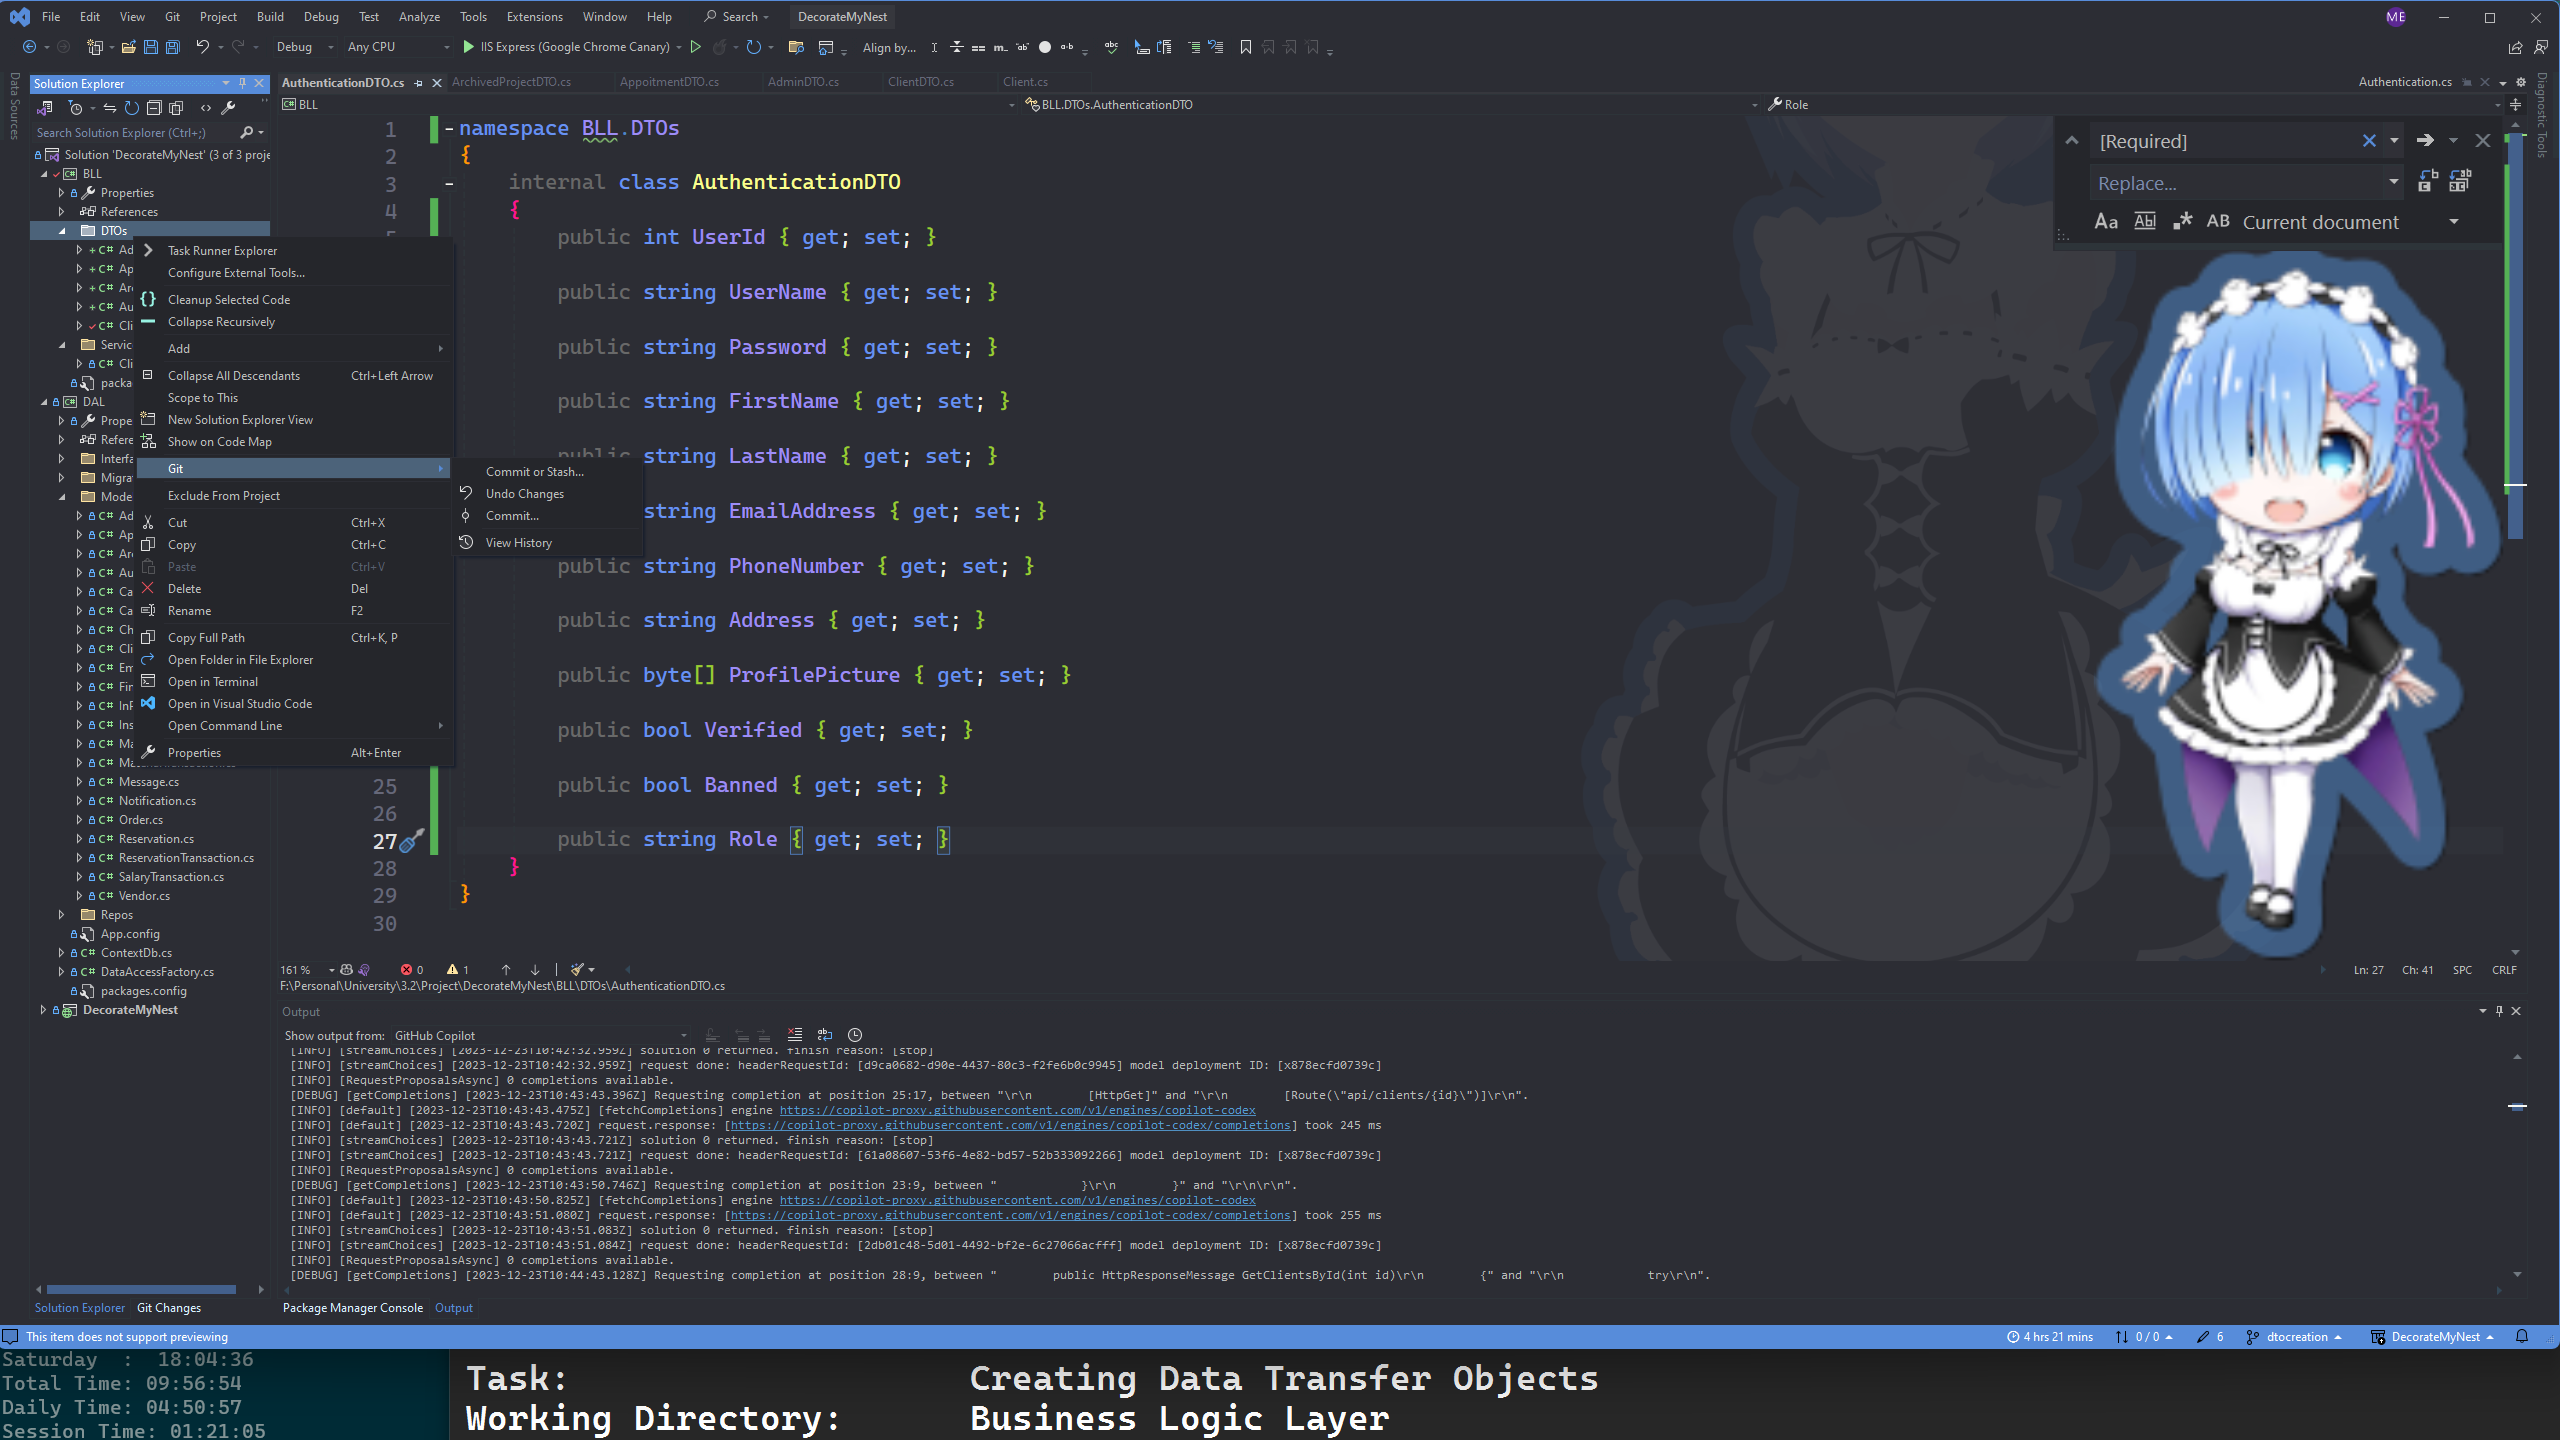 File Edit View Git Project Build Debug Test Analyze Tools Extensions Window Help Search DecorateMyNest ME
Debug Any CPU IIS Express (Google Chrome Canary) Align by...
Data Sources
Solution Explorer
Search Solution Explorer (Ctrl+;)
Solution 'DecorateMyNest' (3 of 3 proje
BLL
Properties
References
DTOs
Ad
Ap
Ar
Au
Cli
Servic
Cli
packa
DAL
Prope
Refere
Interfa
Migra
Mode
Ad
Ap
Ar
Au
Ca
Ca
Ch
Cli
Em
Fir
InP
Ins
Ma
Message.cs
Notification.cs
Order.cs
Reservation.cs
ReservationTransaction.cs
SalaryTransaction.cs
Vendor.cs
Repos
App.config
ContextDb.cs
DataAccessFactory.cs
packages.config
DecorateMyNest
Solution Explorer Git Changes
Task Runner Explorer
Configure External Tools...
Cleanup Selected Code
Collapse Recursively
Add
Collapse All Descendants Ctrl+Left Arrow
Scope to This
New Solution Explorer View
Show on Code Map
Git
Exclude From Project
Cut Ctrl+X
Copy Ctrl+C
Paste Ctrl+V
Delete Del
Rename F2
Copy Full Path Ctrl+K, P
Open Folder in File Explorer
Open in Terminal
Open in Visual Studio Code
Open Command Line
Properties Alt+Enter
Commit or Stash...
Undo Changes
Commit...
View History
AuthenticationDTO.cs ArchivedProjectDTO.cs AppoitmentDTO.cs AdminDTO.cs ClientDTO.cs Client.cs Authentication.cs
BLL BLL.DTOs.AuthenticationDTO Role
1 namespace BLL.DTOs
2 {
3 internal class AuthenticationDTO
4 {
public int UserId { get; set; }
public string UserName { get; set; }
public string Password { get; set; }
public string FirstName { get; set; }
public string LastName { get; set; }
string EmailAddress { get; set; }
public string PhoneNumber { get; set; }
public string Address { get; set; }
public byte[] ProfilePicture { get; set; }
public bool Verified { get; set; }
25 public bool Banned { get; set; }
26
27 public string Role { get; set; }
28 }
29 }
30
[Required]
Replace...
Aa Abl .* AB Current document
Diagnostic Tools
161 % 0 1 Ln: 27 Ch: 41 SPC CRLF
F:\Personal\University\3.2\Project\DecorateMyNest\BLL\DTOs\AuthenticationDTO.cs
Output
Show output from: GitHub Copilot
[INFO] [streamChoices] [2023-12-23T10:42:32.959Z] solution 0 returned. finish reason: [stop]
[INFO] [streamChoices] [2023-12-23T10:42:32.959Z] request done: headerRequestId: [d9ca0682-d90e-4437-80c3-f2fe6b0c9945] model deployment ID: [x878ecfd0739c]
[INFO] [RequestProposalsAsync] 0 completions available.
[DEBUG] [getCompletions] [2023-12-23T10:43:43.396Z] Requesting completion at position 25:17, between "\r\n [HttpGet]" and "\r\n [Route(\"api/clients/{id}\")]\r\n".
[INFO] [default] [2023-12-23T10:43:43.475Z] [fetchCompletions] engine https://copilot-proxy.githubusercontent.com/v1/engines/copilot-codex
[INFO] [default] [2023-12-23T10:43:43.720Z] request.response: [https://copilot-proxy.githubusercontent.com/v1/engines/copilot-codex/completions] took 245 ms
[INFO] [streamChoices] [2023-12-23T10:43:43.721Z] solution 0 returned. finish reason: [stop]
[INFO] [streamChoices] [2023-12-23T10:43:43.721Z] request done: headerRequestId: [61a08607-53f6-4e82-bd57-52b333092266] model deployment ID: [x878ecfd0739c]
[INFO] [RequestProposalsAsync] 0 completions available.
[DEBUG] [getCompletions] [2023-12-23T10:43:50.746Z] Requesting completion at position 23:9, between " }\r\n }" and "\r\n\r\n".
[INFO] [default] [2023-12-23T10:43:50.825Z] [fetchCompletions] engine https://copilot-proxy.githubusercontent.com/v1/engines/copilot-codex
[INFO] [default] [2023-12-23T10:43:51.080Z] request.response: [https://copilot-proxy.githubusercontent.com/v1/engines/copilot-codex/completions] took 255 ms
[INFO] [streamChoices] [2023-12-23T10:43:51.083Z] solution 0 returned. finish reason: [stop]
[INFO] [streamChoices] [2023-12-23T10:43:51.084Z] request done: headerRequestId: [2db01c48-5d01-4492-bf2e-6c27066acfff] model deployment ID: [x878ecfd0739c]
[INFO] [RequestProposalsAsync] 0 completions available.
[DEBUG] [getCompletions] [2023-12-23T10:44:43.128Z] Requesting completion at position 28:9, between " public HttpResponseMessage GetClientsById(int id)\r\n {" and "\r\n try\r\n".
Package Manager Console Output
This item does not support previewing 4 hrs 21 mins 0 / 0 6 dtocreation DecorateMyNest
Saturday : 18:04:36
Total Time: 09:56:54
Daily Time: 04:50:57
Session Time: 01:21:05
Task: Creating Data Transfer Objects
Working Directory: Business Logic Layer